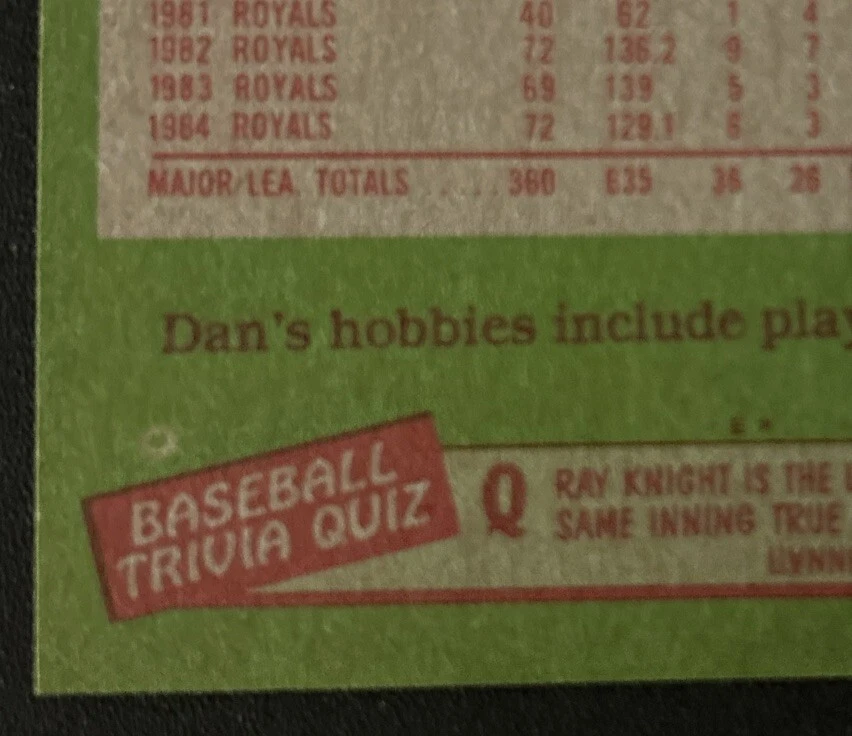 1981 ROYALS 40 62 1 4
1982 ROYALS 72 136.2 9 7
1983 ROYALS 69 139 5 3
1984 ROYALS 72 129.1 6 3
MAJOR LEA. TOTALS ..... 360 635 36 26
Dan's hobbies include play
BASEBALL
TRIVIA QUIZ
Q RAY KNIGHT IS THE
SAME INNING TRUE